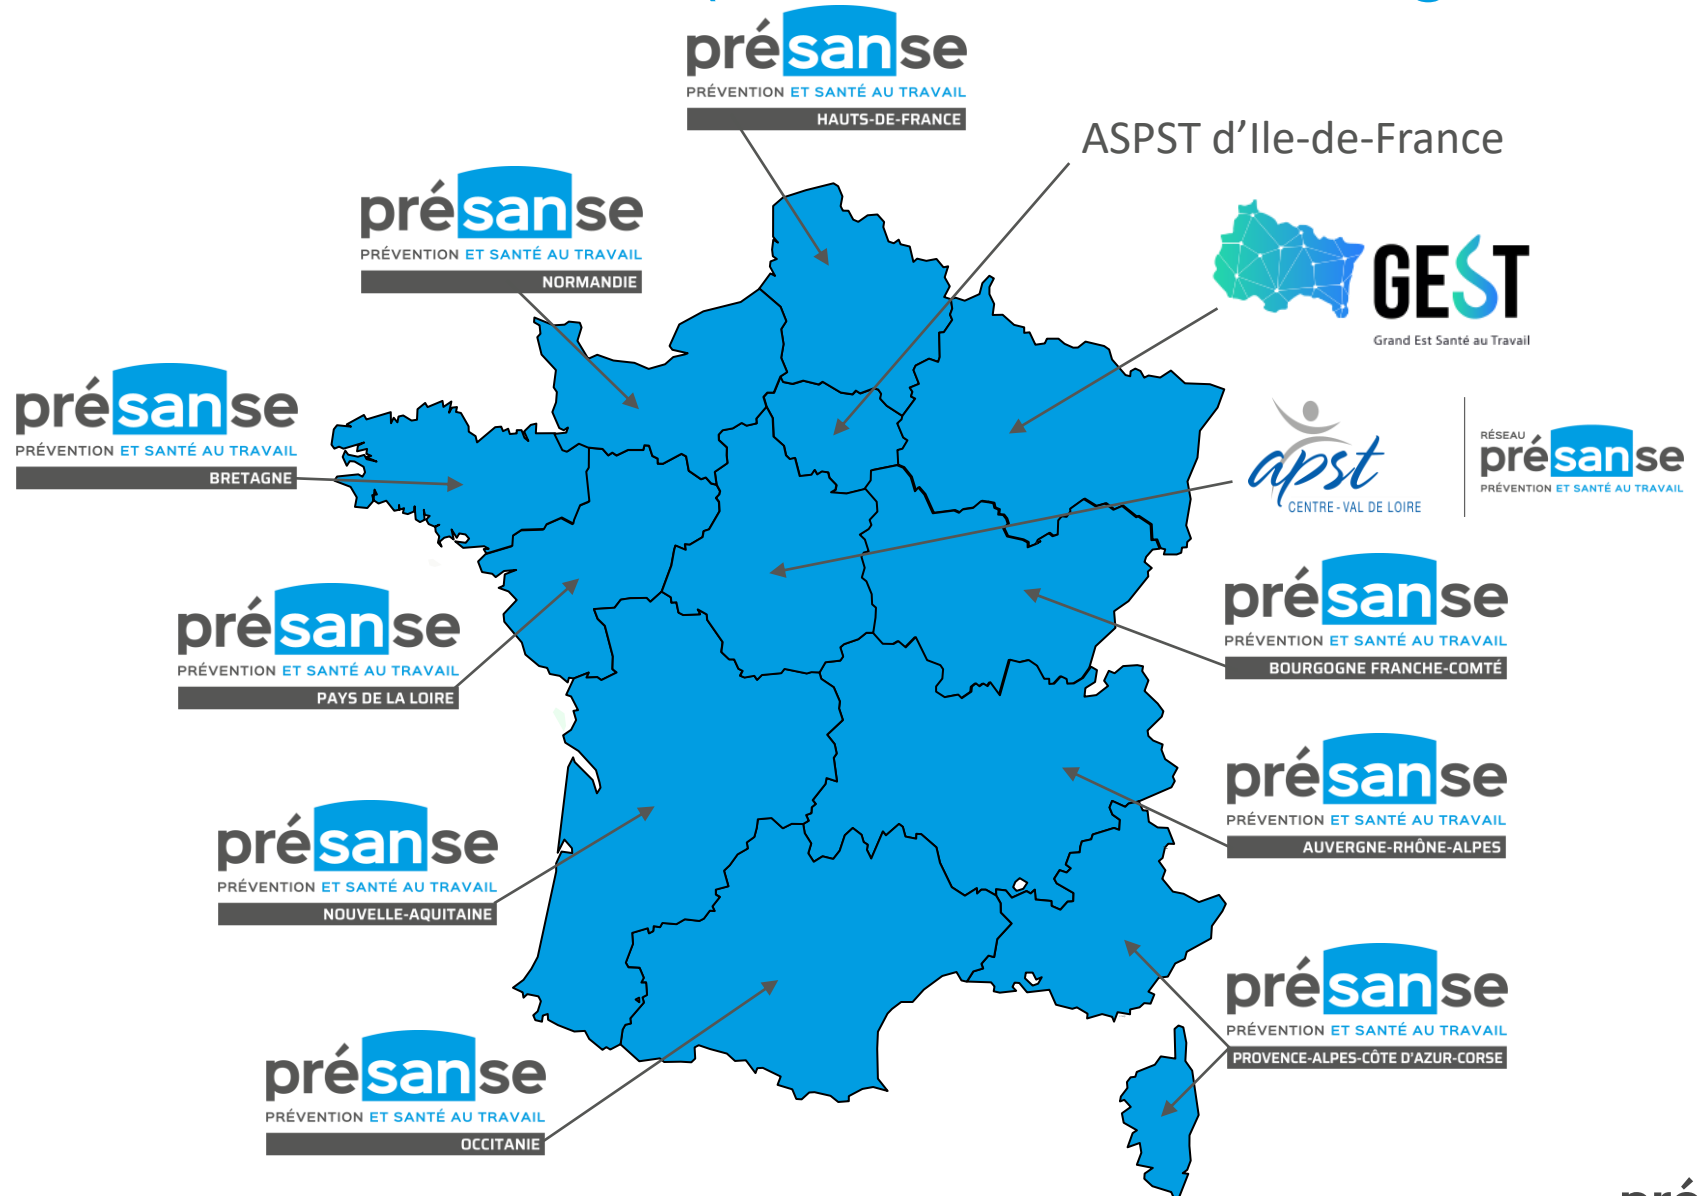 présanse
PRÉVENTION ET SANTÉ AU TRAVAIL
HAUTS-DE-FRANCE
ASPST d’Ile-de-France
présanse
PRÉVENTION ET SANTÉ AU TRAVAIL
NORMANDIE
GEST
Grand Est Santé au Travail
présanse
PRÉVENTION ET SANTÉ AU TRAVAIL
BRETAGNE
apst
CENTRE - VAL DE LOIRE
RÉSEAU
présanse
PRÉVENTION ET SANTÉ AU TRAVAIL
présanse
PRÉVENTION ET SANTÉ AU TRAVAIL
BOURGOGNE FRANCHE-COMTÉ
présanse
PRÉVENTION ET SANTÉ AU TRAVAIL
PAYS DE LA LOIRE
présanse
PRÉVENTION ET SANTÉ AU TRAVAIL
AUVERGNE-RHÔNE-ALPES
présanse
PRÉVENTION ET SANTÉ AU TRAVAIL
NOUVELLE-AQUITAINE
présanse
PRÉVENTION ET SANTÉ AU TRAVAIL
PROVENCE-ALPES-CÔTE D'AZUR-CORSE
présanse
PRÉVENTION ET SANTÉ AU TRAVAIL
OCCITANIE